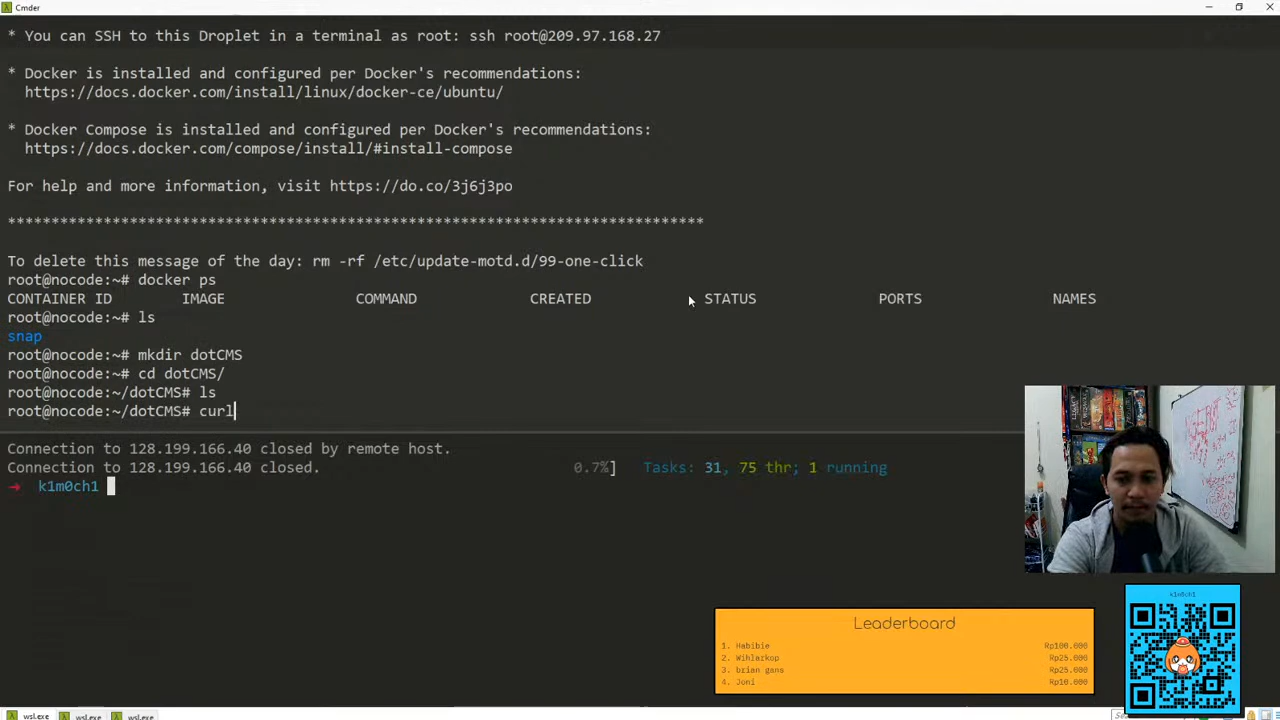 Cmder
* You can SSH to this Droplet in a terminal as root: ssh root@209.97.168.27
* Docker is installed and configured per Docker's recommendations:
https://docs.docker.com/install/linux/docker-ce/ubuntu/
* Docker Compose is installed and configured per Docker's recommendations:
https://docs.docker.com/compose/install/#install-compose
For help and more information, visit https://do.co/3j6j3po
********************************************************************************
To delete this message of the day: rm -rf /etc/update-motd.d/99-one-click
root@nocode:~# docker ps
CONTAINER ID IMAGE COMMAND CREATED STATUS PORTS NAMES
root@nocode:~# ls
snap
root@nocode:~# mkdir dotCMS
root@nocode:~# cd dotCMS/
root@nocode:~/dotCMS# ls
root@nocode:~/dotCMS# curl
Connection to 128.199.166.40 closed by remote host.
Connection to 128.199.166.40 closed. 0.7%] Tasks: 31, 75 thr; 1 running
→ k1m0ch1
k1m0ch1
Leaderboard
1. Habibie Rp100.000
2. Wihlarkop Rp25.000
3. brian gans Rp25.000
4. Joni Rp10.000
wsl.exe wsl.exe wsl.exe